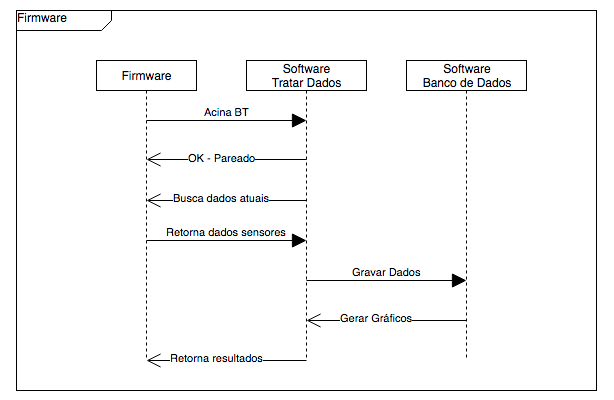 Firmware
Firmware
Software
Tratar Dados
Software
Banco de Dados
Acina BT
OK - Pareado
Busca dados atuais
Retorna dados sensores
Gravar Dados
Gerar Gráficos
Retorna resultados